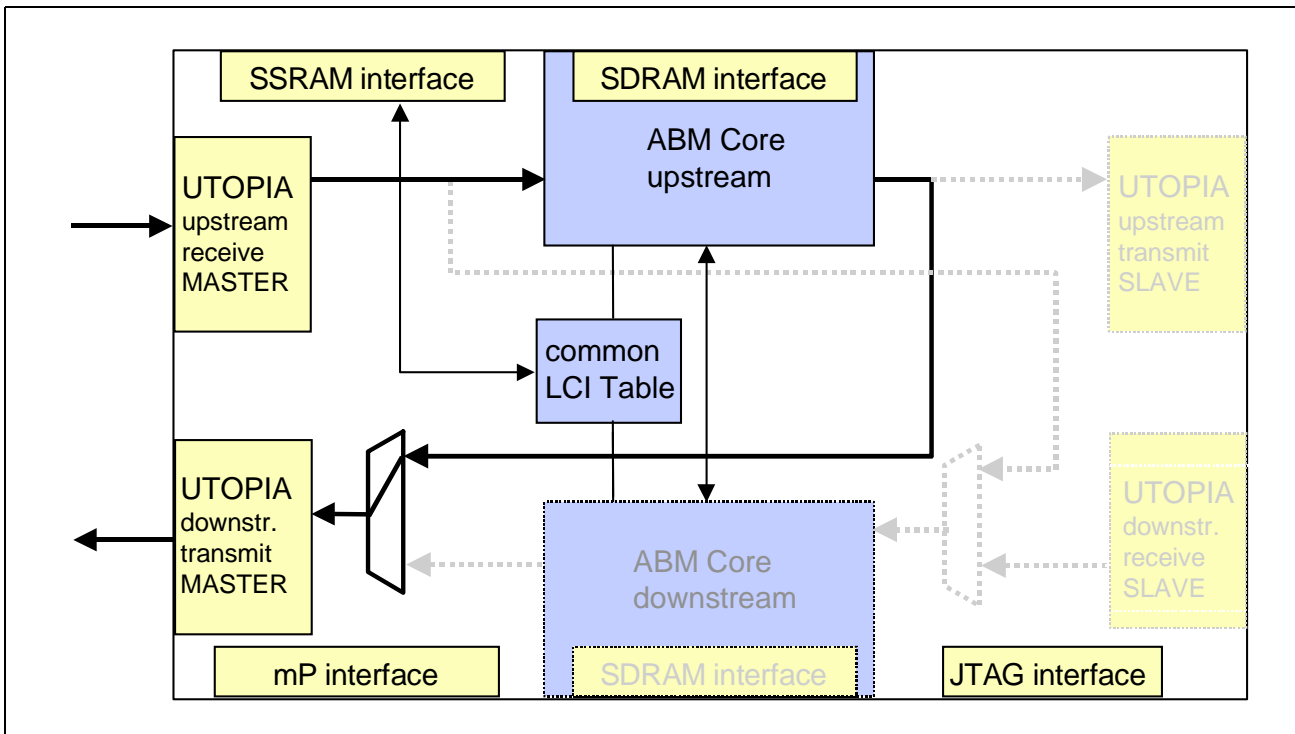 SSRAM interface
SDRAM interface
ABM Core
upstream
UTOPIA
upstream
receive
MASTER
UTOPIA
upstream
transmit
SLAVE
common
LCI Table
UTOPIA
downstr.
transmit
MASTER
ABM Core
downstream
UTOPIA
downstr.
receive
SLAVE
mP interface
SDRAM interface
JTAG interface